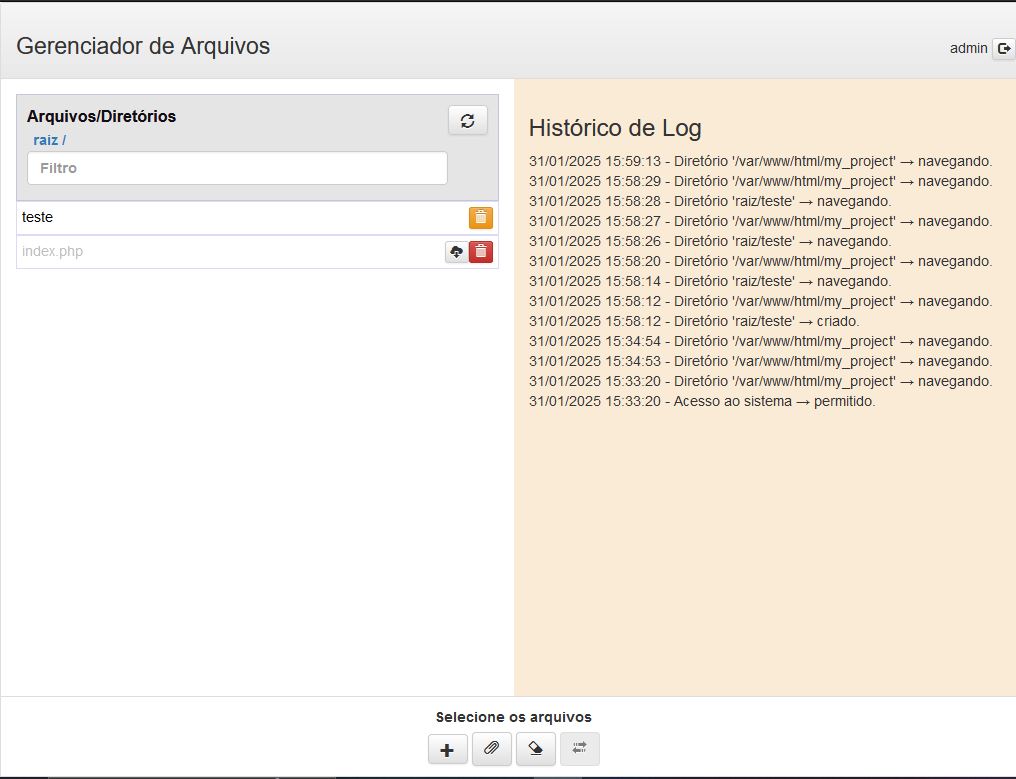 Gerenciador de Arquivos
admin
Arquivos/Diretórios
raiz /
Filtro
teste
index.php
Histórico de Log
31/01/2025 15:59:13 - Diretório '/var/www/html/my_project' → navegando.
31/01/2025 15:58:29 - Diretório '/var/www/html/my_project' → navegando.
31/01/2025 15:58:28 - Diretório 'raiz/teste' → navegando.
31/01/2025 15:58:27 - Diretório '/var/www/html/my_project' → navegando.
31/01/2025 15:58:26 - Diretório 'raiz/teste' → navegando.
31/01/2025 15:58:20 - Diretório '/var/www/html/my_project' → navegando.
31/01/2025 15:58:14 - Diretório 'raiz/teste' → navegando.
31/01/2025 15:58:12 - Diretório '/var/www/html/my_project' → navegando.
31/01/2025 15:58:12 - Diretório 'raiz/teste' → criado.
31/01/2025 15:34:54 - Diretório '/var/www/html/my_project' → navegando.
31/01/2025 15:34:53 - Diretório '/var/www/html/my_project' → navegando.
31/01/2025 15:33:20 - Diretório '/var/www/html/my_project' → navegando.
31/01/2025 15:33:20 - Acesso ao sistema → permitido.
Selecione os arquivos